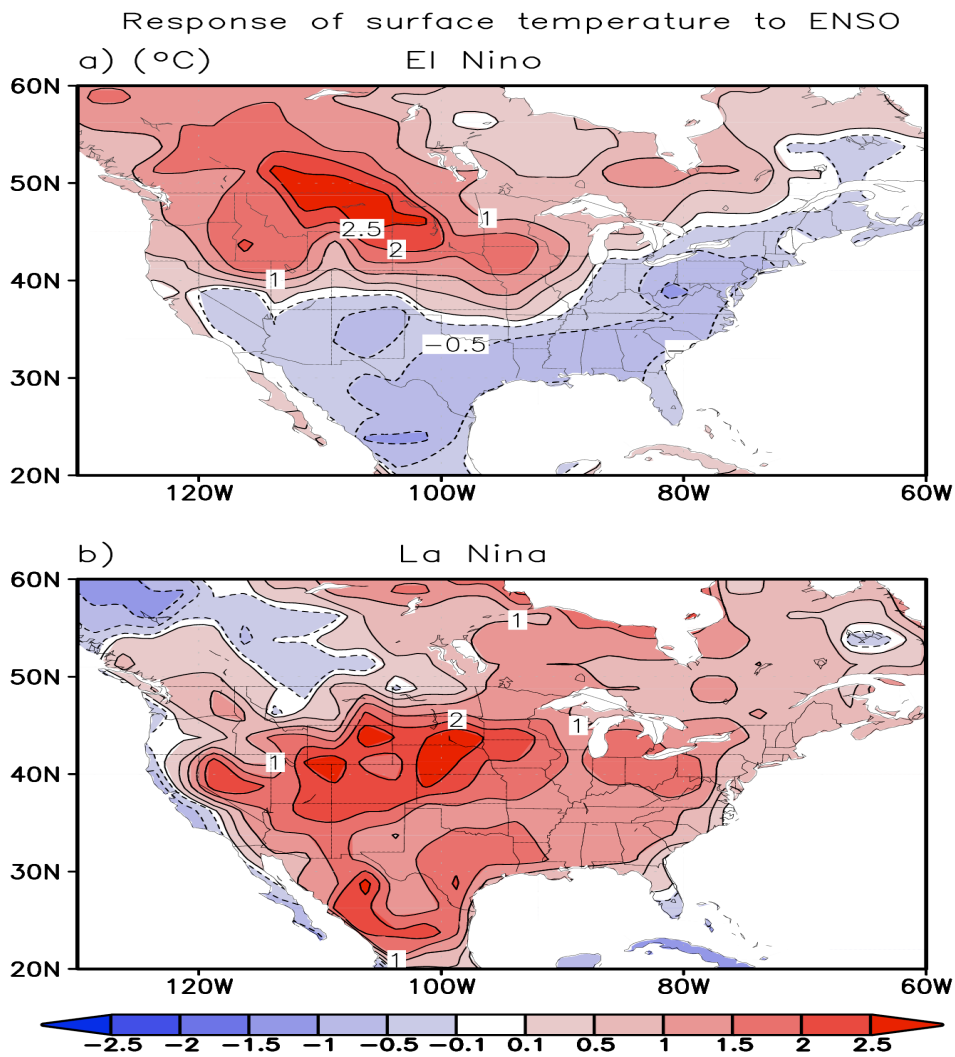 Response of surface temperature to ENSO
a) (°C) El Nino
60N
50N
40N
30N
20N
1
2.5
2
1
−0.5
120W 100W 80W 60W
b) La Nina
60N
50N
40N
30N
20N
1
2
1
1
1
120W 100W 80W 60W
−2.5 −2 −1.5 −1 −0.5 −0.1 0.1 0.5 1 1.5 2 2.5